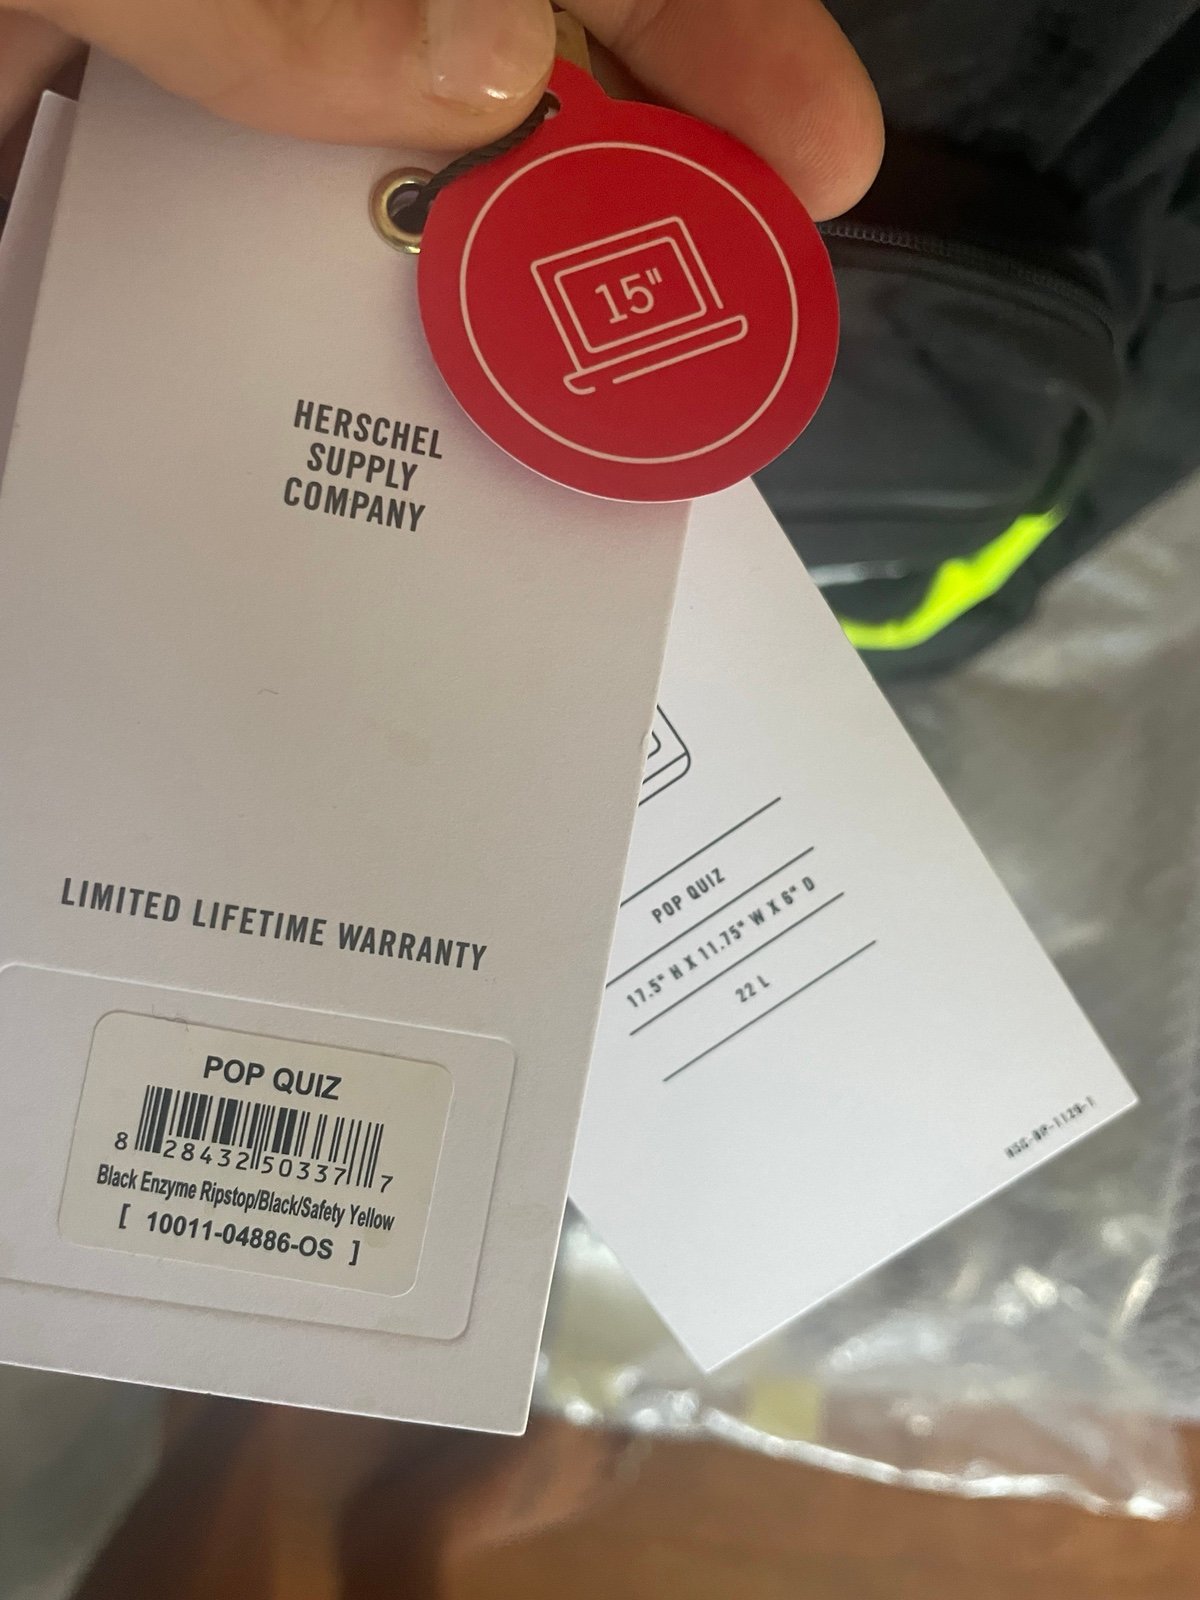 15"
HERSCHEL
SUPPLY
COMPANY
LIMITED LIFETIME WARRANTY
POP QUIZ
8 28432 50337 7
Black Enzyme Ripstop/Black/Safety Yellow
[ 10011-04886-OS ]
POP QUIZ
17.5" H X 11.75" W X 6" D
22 L